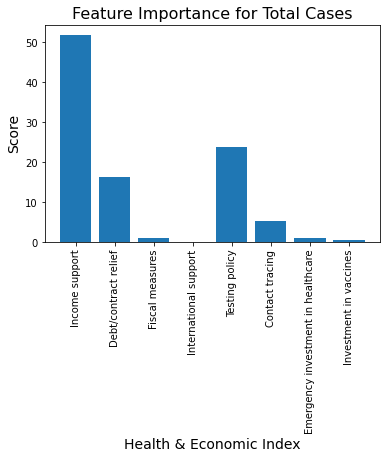 Feature Importance for Total Cases
Score
50
40
30
20
10
0
Income support
Debt/contract relief
Fiscal measures
International support
Testing policy
Contact tracing
Emergency investment in healthcare
Investment in vaccines
Health & Economic Index